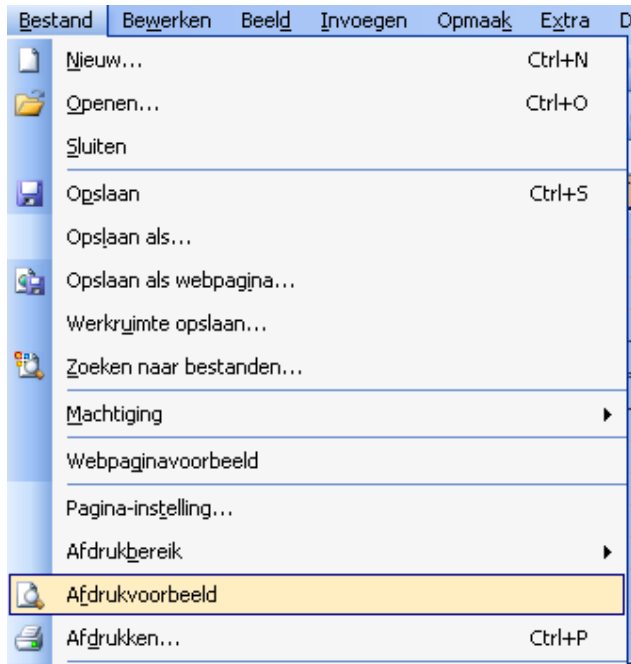 Bestand Bewerken Beeld Invoegen Opmaak Extra D
Nieuw... Ctrl+N
Openen... Ctrl+O
Sluiten
Opslaan Ctrl+S
Opslaan als...
Opslaan als webpagina...
Werkruimte opslaan...
Zoeken naar bestanden...
Machtiging
Webpaginavoorbeeld
Pagina-instelling...
Afdrukbereik
Afdrukvoorbeeld
Afdrukken... Ctrl+P